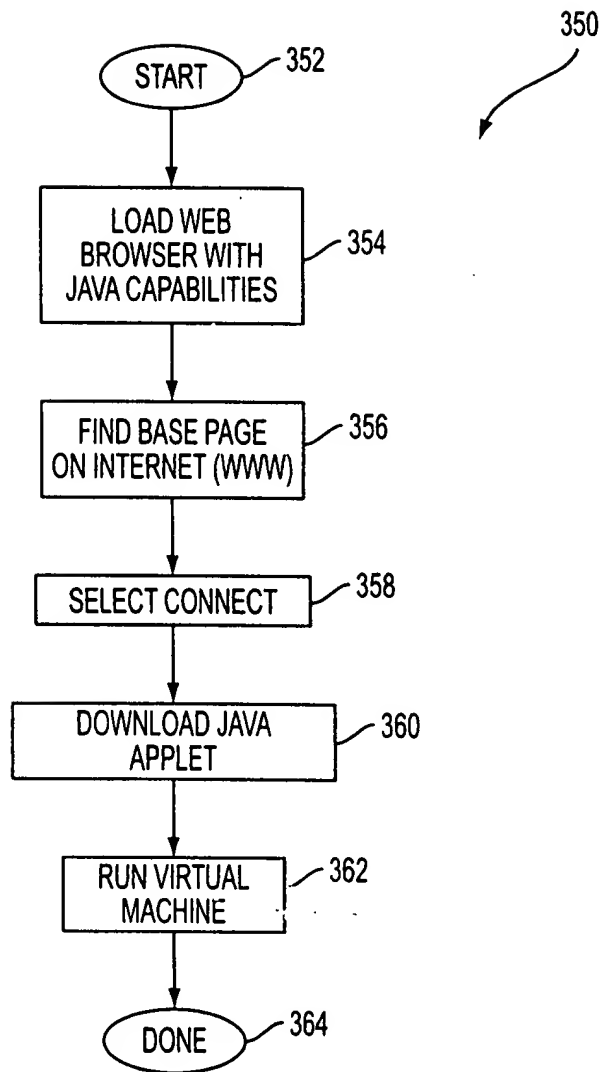 350
START
352
LOAD WEB
BROWSER WITH
JAVA CAPABILITIES
354
FIND BASE PAGE
ON INTERNET (WWW)
356
SELECT CONNECT
358
DOWNLOAD JAVA
APPLET
360
RUN VIRTUAL
MACHINE
362
DONE
364